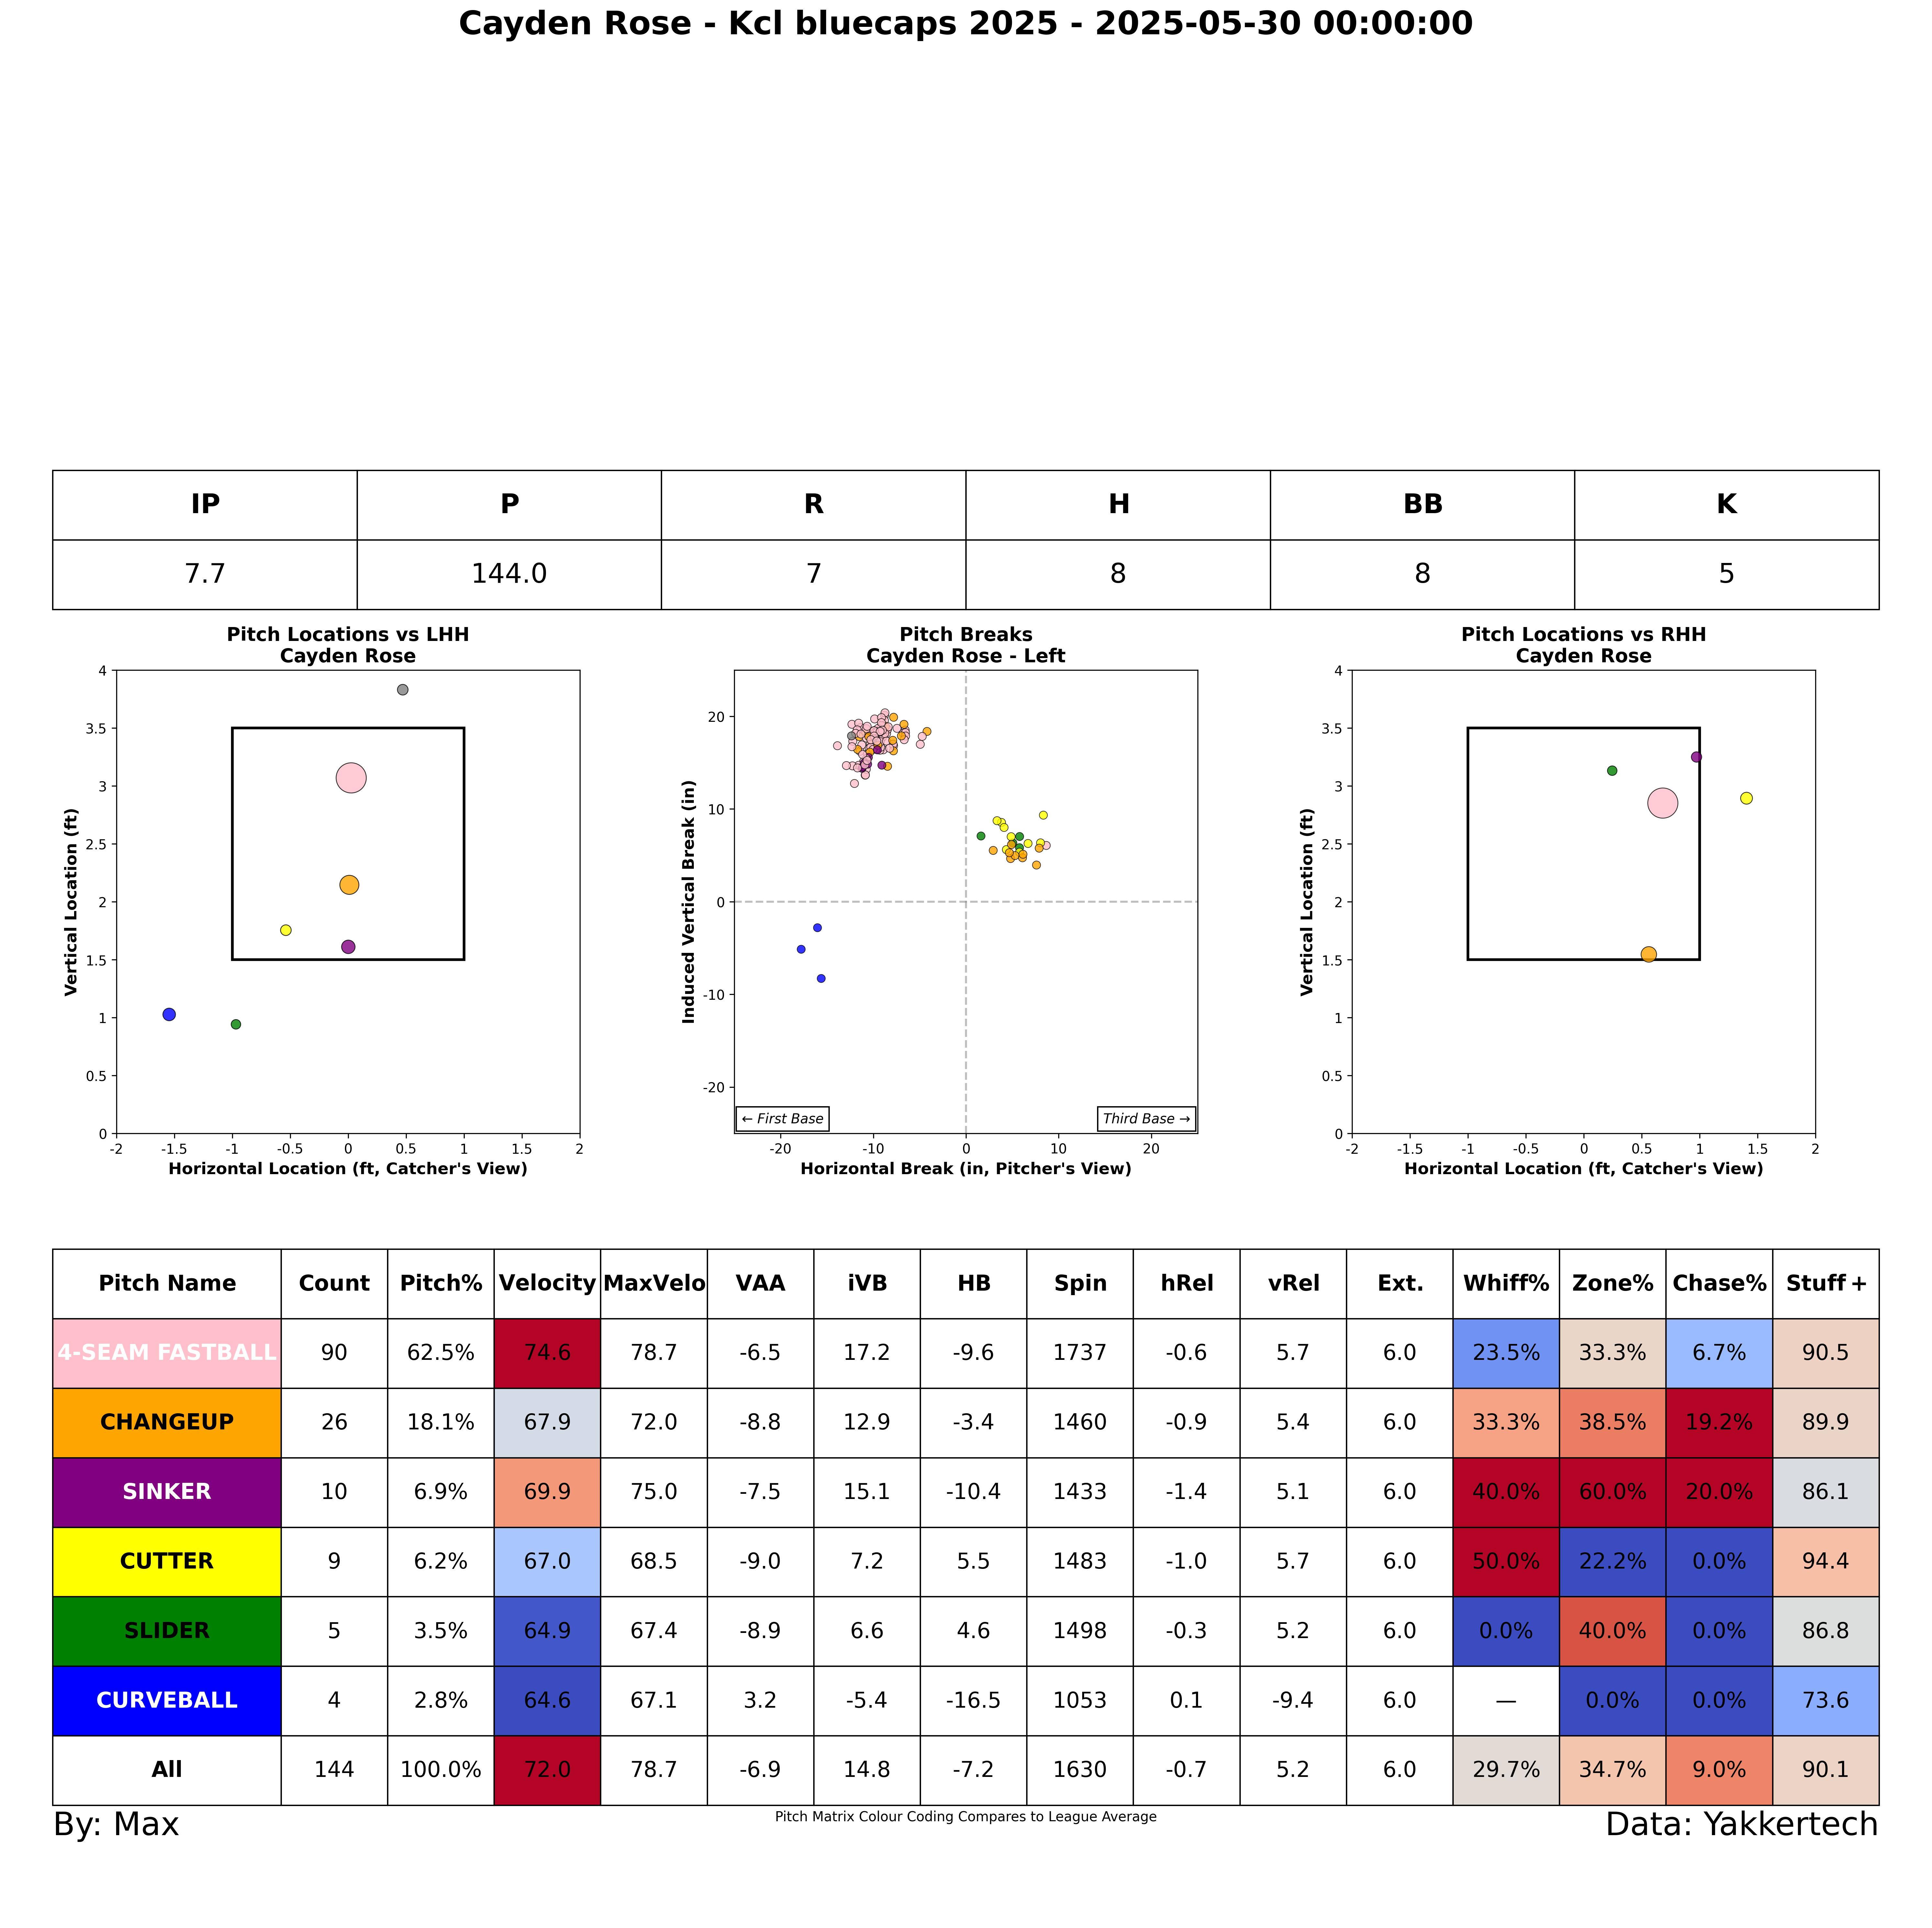 Cayden Rose - Kcl bluecaps 2025 - 2025-05-30 00:00:00
IP P R H BB K
7.7 144.0 7 8 8 5
Pitch Locations vs LHH
Cayden Rose
4
3.5
3
2.5
2
1.5
1
0.5
0
-2 -1.5 -1 -0.5 0 0.5 1 1.5 2
Vertical Location (ft)
Horizontal Location (ft, Catcher's View)
Pitch Breaks
Cayden Rose - Left
20
10
0
-10
-20
← First Base
Third Base →
-20 -10 0 10 20
Induced Vertical Break (in)
Horizontal Break (in, Pitcher's View)
Pitch Locations vs RHH
Cayden Rose
4
3.5
3
2.5
2
1.5
1
0.5
0
-2 -1.5 -1 -0.5 0 0.5 1 1.5 2
Vertical Location (ft)
Horizontal Location (ft, Catcher's View)
Pitch Name Count Pitch% Velocity MaxVelo VAA iVB HB Spin hRel vRel Ext. Whiff% Zone% Chase% Stuff+
4-SEAM FASTBALL 90 62.5% 74.6 78.7 -6.5 17.2 -9.6 1737 -0.6 5.7 6.0 23.5% 33.3% 6.7% 90.5
CHANGEUP 26 18.1% 67.9 72.0 -8.8 12.9 -3.4 1460 -0.9 5.4 6.0 33.3% 38.5% 19.2% 89.9
SINKER 10 6.9% 69.9 75.0 -7.5 15.1 -10.4 1433 -1.4 5.1 6.0 40.0% 60.0% 20.0% 86.1
CUTTER 9 6.2% 67.0 68.5 -9.0 7.2 5.5 1483 -1.0 5.7 6.0 50.0% 22.2% 0.0% 94.4
SLIDER 5 3.5% 64.9 67.4 -8.9 6.6 4.6 1498 -0.3 5.2 6.0 0.0% 40.0% 0.0% 86.8
CURVEBALL 4 2.8% 64.6 67.1 3.2 -5.4 -16.5 1053 0.1 -9.4 6.0 — 0.0% 0.0% 73.6
All 144 100.0% 72.0 78.7 -6.9 14.8 -7.2 1630 -0.7 5.2 6.0 29.7% 34.7% 9.0% 90.1
By: Max
Pitch Matrix Colour Coding Compares to League Average
Data: Yakkertech